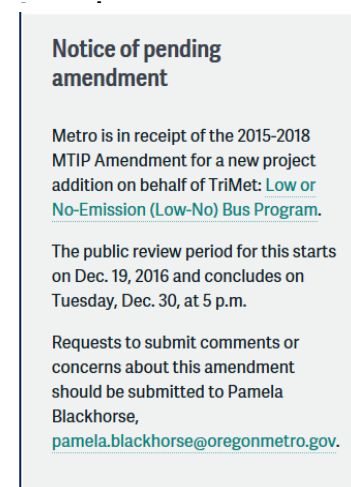 Notice of pending
amendment
Metro is in receipt of the 2015-2018
MTIP Amendment for a new project
addition on behalf of TriMet: Low or
No-Emission (Low-No) Bus Program.
The public review period for this starts
on Dec. 19, 2016 and concludes on
Tuesday, Dec. 30, at 5 p.m.
Requests to submit comments or
concerns about this amendment
should be submitted to Pamela
Blackhorse,
pamela.blackhorse@oregonmetro.gov.